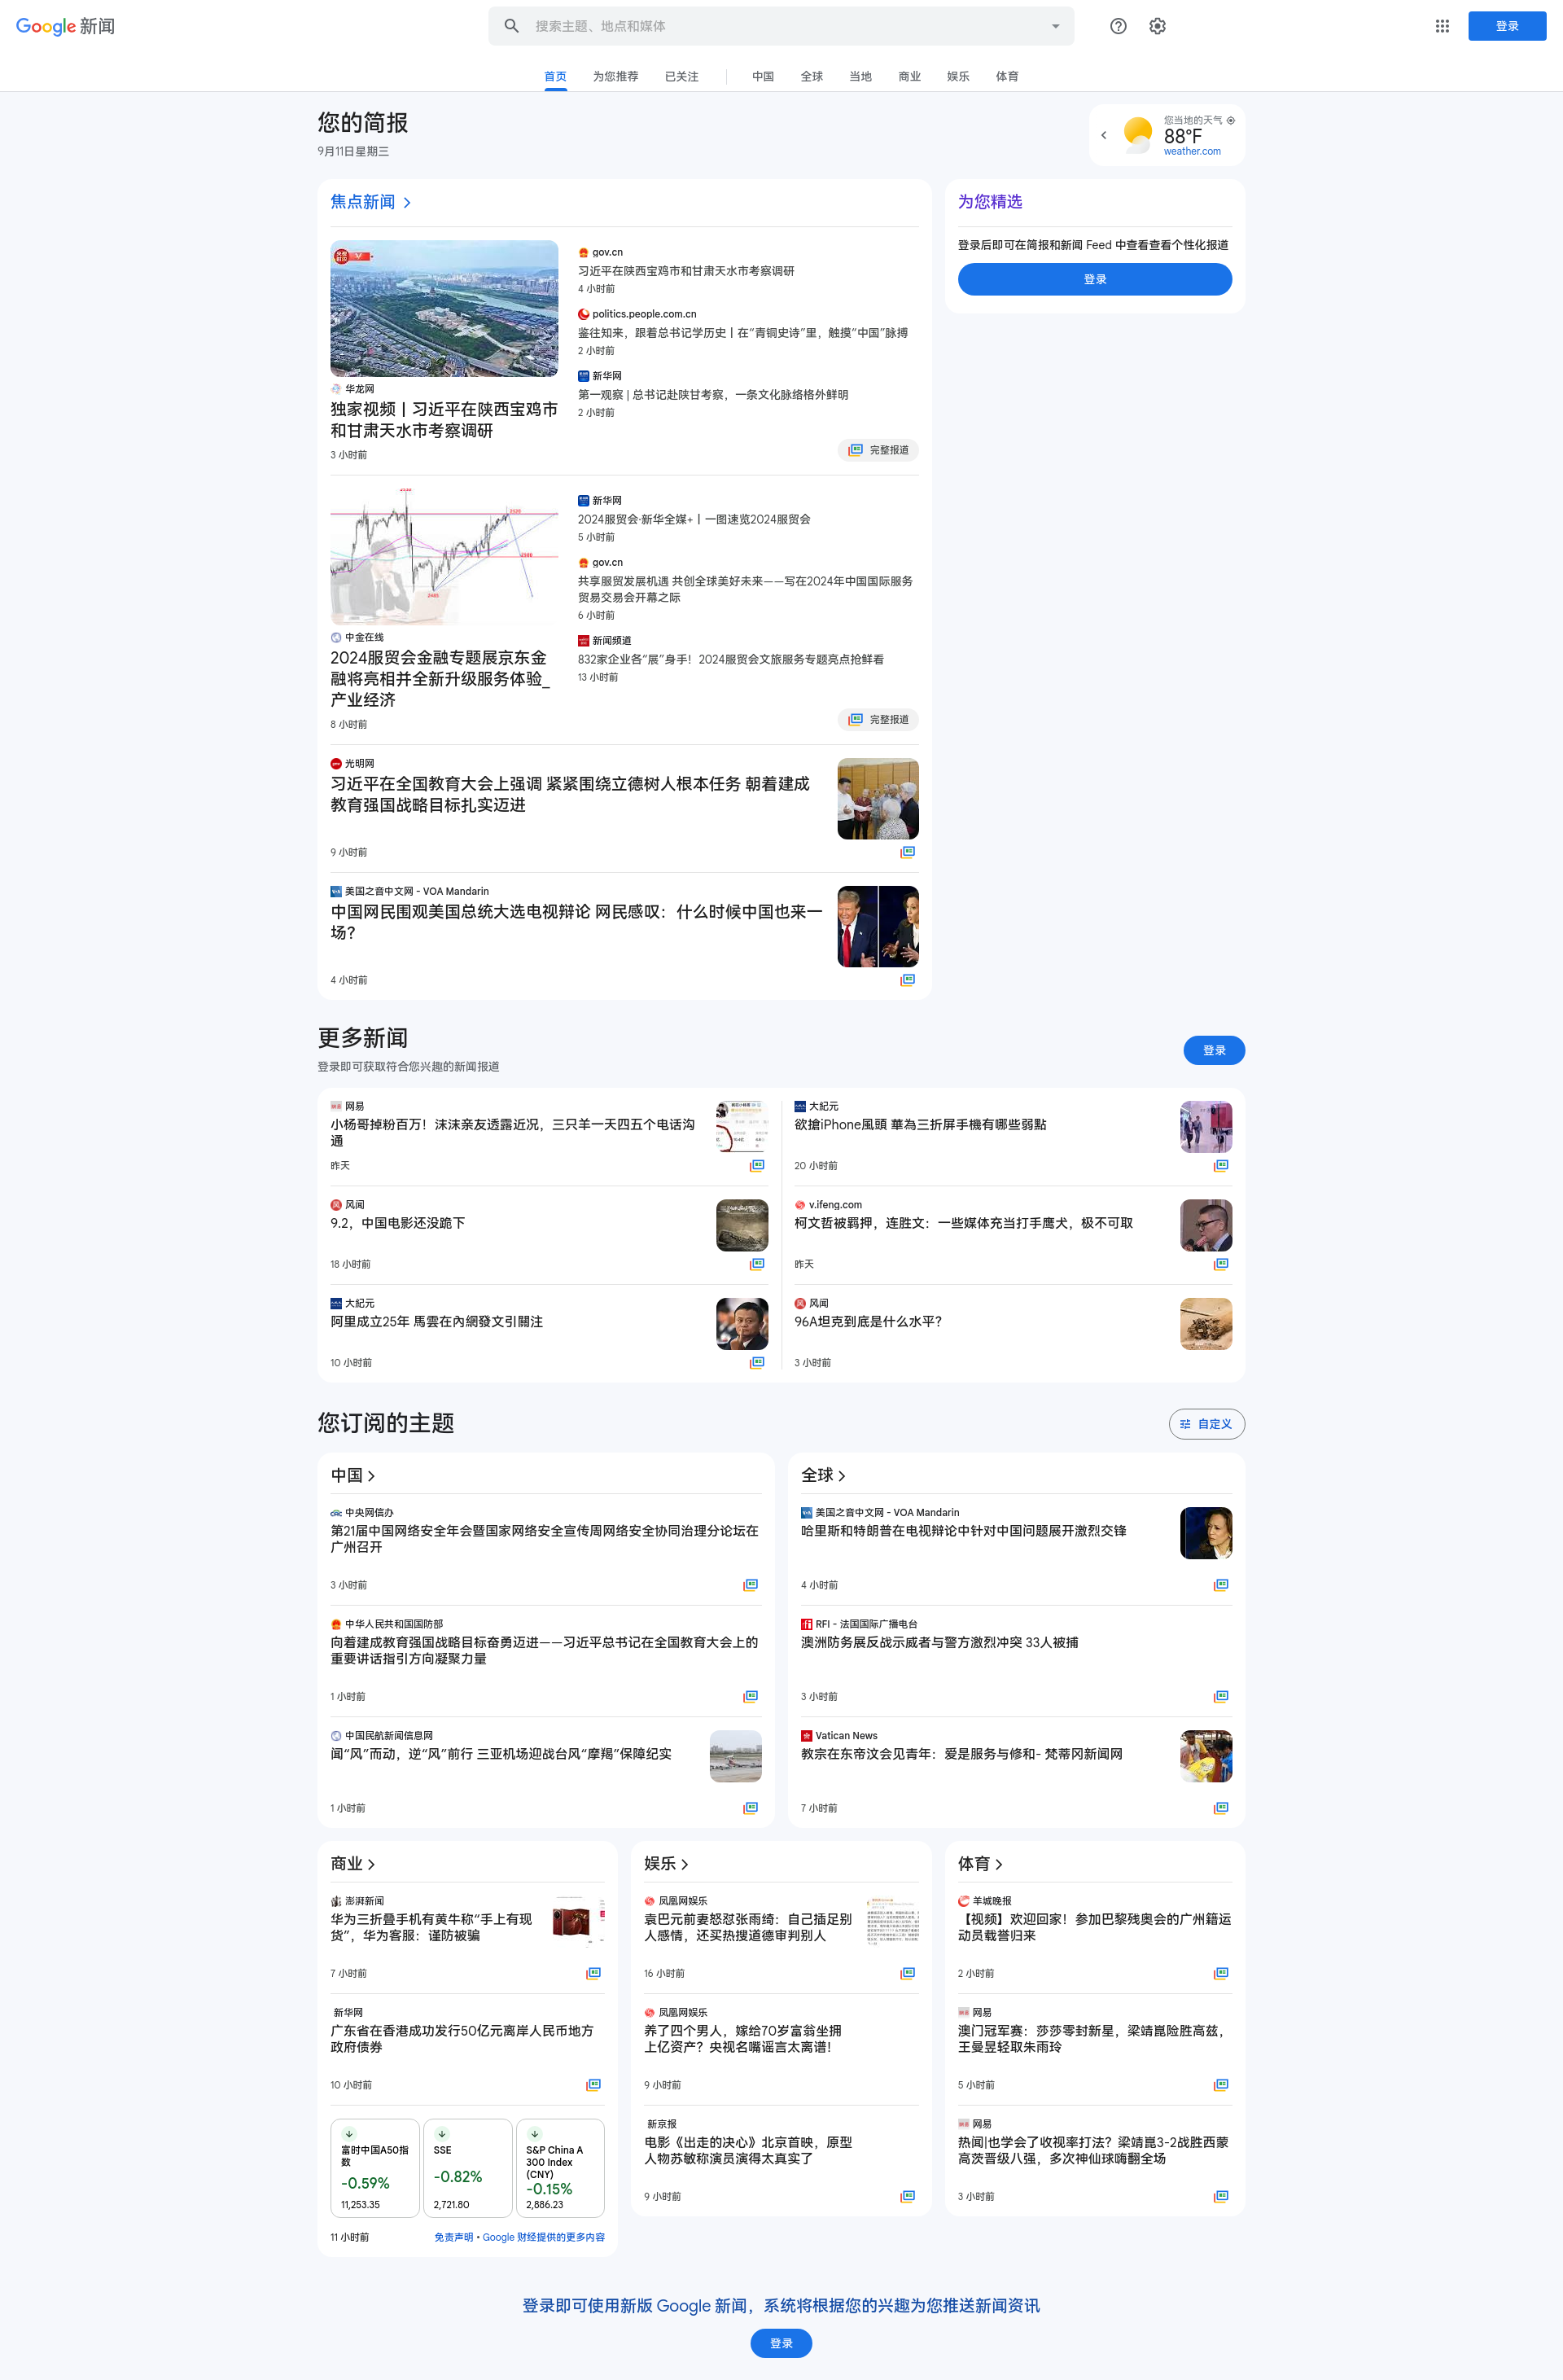 Google 新闻
搜索主题、地点和媒体
登录
首页
为您推荐
已关注
中国
全球
当地
商业
娱乐
体育
您的简报
9月11日星期三
您当地的天气
88°F
weather.com
焦点新闻
华龙网
独家视频丨习近平在陕西宝鸡市
和甘肃天水市考察调研
3 小时前
gov.cn
习近平在陕西宝鸡市和甘肃天水市考察调研
4 小时前
politics.people.com.cn
鉴往知来，跟着总书记学历史丨在“青铜史诗”里，触摸“中国”脉搏
2 小时前
新华网
第一观察 | 总书记赴陕甘考察，一条文化脉络格外鲜明
2 小时前
完整报道
中金在线
2024服贸会金融专题展京东金
融将亮相并全新升级服务体验_
产业经济
8 小时前
新华网
2024服贸会·新华全媒+丨一图速览2024服贸会
5 小时前
gov.cn
共享服贸发展机遇 共创全球美好未来——写在2024年中国国际服务
贸易交易会开幕之际
6 小时前
新闻频道
832家企业各“展”身手！2024服贸会文旅服务专题亮点抢鲜看
13 小时前
完整报道
光明网
习近平在全国教育大会上强调 紧紧围绕立德树人根本任务 朝着建成
教育强国战略目标扎实迈进
9 小时前
美国之音中文网 - VOA Mandarin
中国网民围观美国总统大选电视辩论 网民感叹：什么时候中国也来一
场？
4 小时前
为您精选
登录后即可在简报和新闻 Feed 中查看查看个性化报道
登录
更多新闻
登录即可获取符合您兴趣的新闻报道
登录
网易
小杨哥掉粉百万！沫沫亲友透露近况，三只羊一天四五个电话沟
通
昨天
大紀元
欲搶iPhone風頭 華為三折屏手機有哪些弱點
20 小时前
风闻
9.2，中国电影还没跪下
18 小时前
v.ifeng.com
柯文哲被羁押，连胜文：一些媒体充当打手鹰犬，极不可取
昨天
大紀元
阿里成立25年 馬雲在內網發文引關注
10 小时前
风闻
96A坦克到底是什么水平？
3 小时前
您订阅的主题
自定义
中国
中央网信办
第21届中国网络安全年会暨国家网络安全宣传周网络安全协同治理分论坛在
广州召开
3 小时前
中华人民共和国国防部
向着建成教育强国战略目标奋勇迈进——习近平总书记在全国教育大会上的
重要讲话指引方向凝聚力量
1 小时前
中国民航新闻信息网
闻“风”而动，逆“风”前行 三亚机场迎战台风“摩羯”保障纪实
1 小时前
全球
美国之音中文网 - VOA Mandarin
哈里斯和特朗普在电视辩论中针对中国问题展开激烈交锋
4 小时前
RFI - 法国国际广播电台
澳洲防务展反战示威者与警方激烈冲突 33人被捕
3 小时前
Vatican News
教宗在东帝汶会见青年：爱是服务与修和- 梵蒂冈新闻网
7 小时前
商业
澎湃新闻
华为三折叠手机有黄牛称“手上有现
货”，华为客服：谨防被骗
7 小时前
新华网
广东省在香港成功发行50亿元离岸人民币地方
政府债券
10 小时前
富时中国A50指
数
-0.59%
11,253.35
SSE
-0.82%
2,721.80
S&P China A
300 Index
(CNY)
-0.15%
2,886.23
11 小时前
免责声明 • Google 财经提供的更多内容
娱乐
凤凰网娱乐
袁巴元前妻怒怼张雨绮：自己插足别
人感情，还买热搜道德审判别人
16 小时前
凤凰网娱乐
养了四个男人，嫁给70岁富翁坐拥
上亿资产？央视名嘴谣言太离谱！
9 小时前
新京报
电影《出走的决心》北京首映，原型
人物苏敏称演员演得太真实了
9 小时前
体育
羊城晚报
【视频】欢迎回家！参加巴黎残奥会的广州籍运
动员载誉归来
2 小时前
网易
澳门冠军赛：莎莎零封新星，梁靖崑险胜高兹，
王曼昱轻取朱雨玲
5 小时前
网易
热闻|也学会了收视率打法？梁靖崑3-2战胜西蒙
高茨晋级八强，多次神仙球嗨翻全场
3 小时前
登录即可使用新版 Google 新闻，系统将根据您的兴趣为您推送新闻资讯
登录